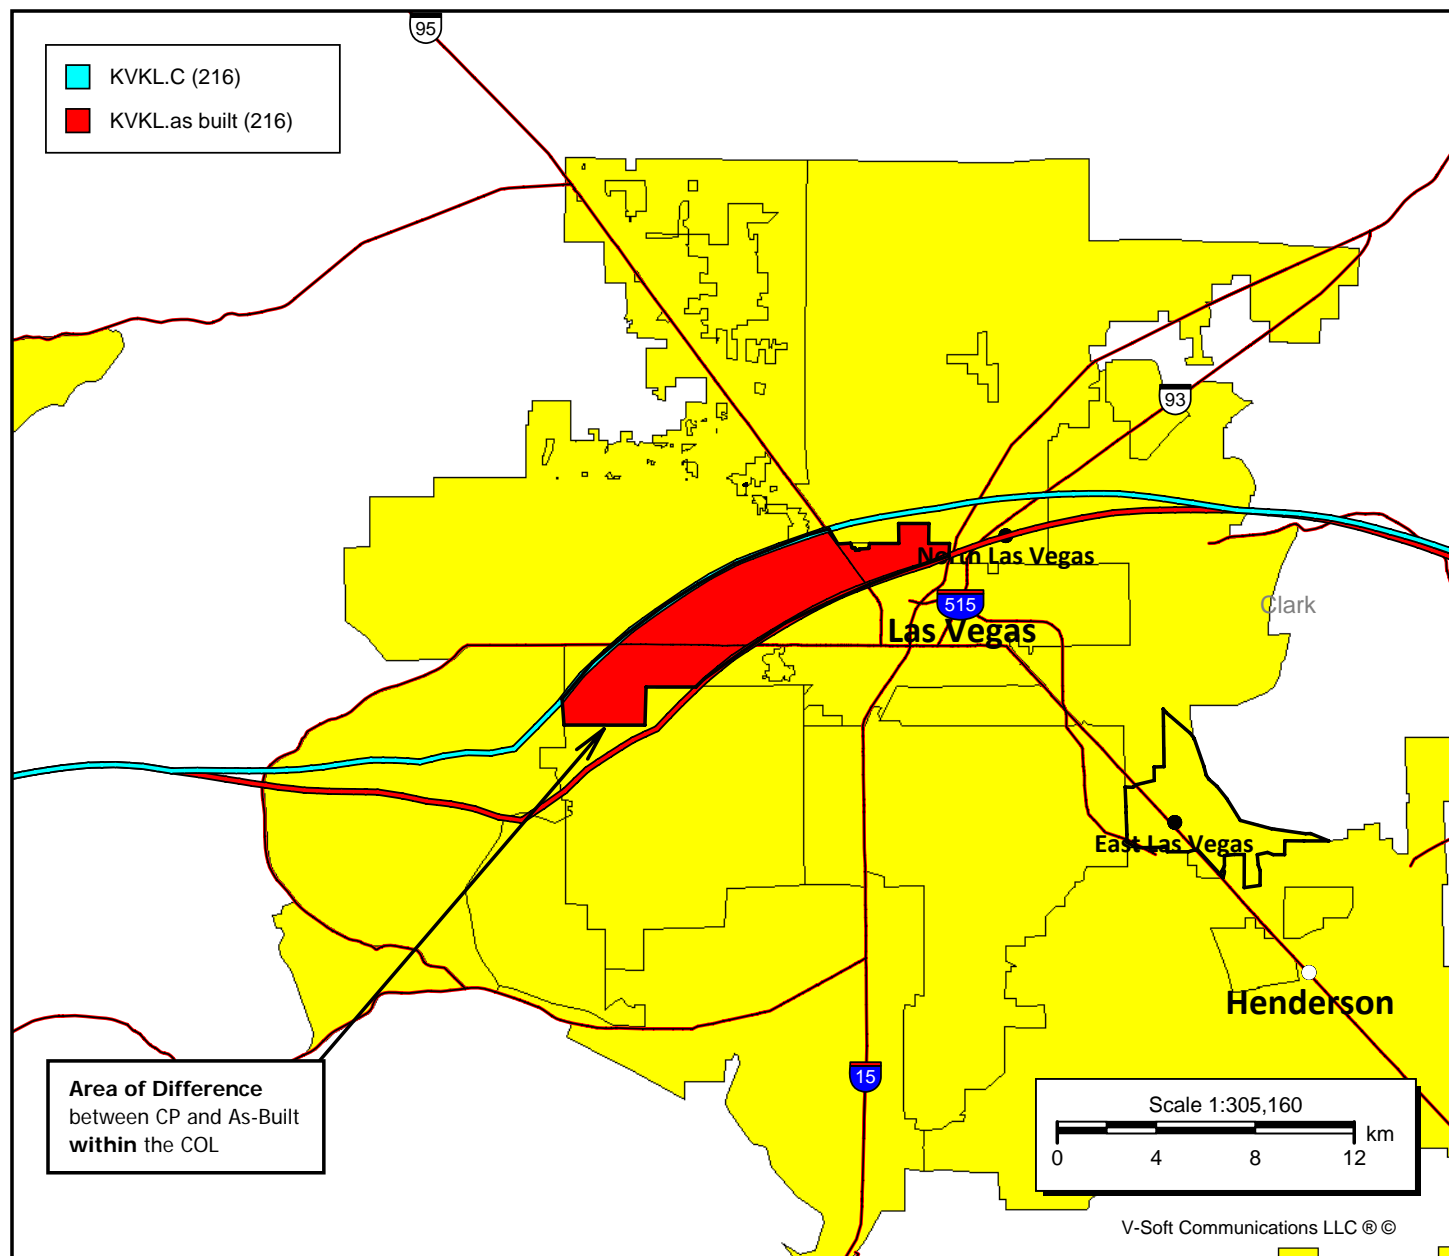 95
KVKL.C (216)
KVKL.as built (216)
93
North Las Vegas
515
Clark
Las Vegas
East Las Vegas
Henderson
15
Area of Difference
between CP and As-Built
within the COL
Scale 1:305,160
km
0 4 8 12
V-Soft Communications LLC ® ©